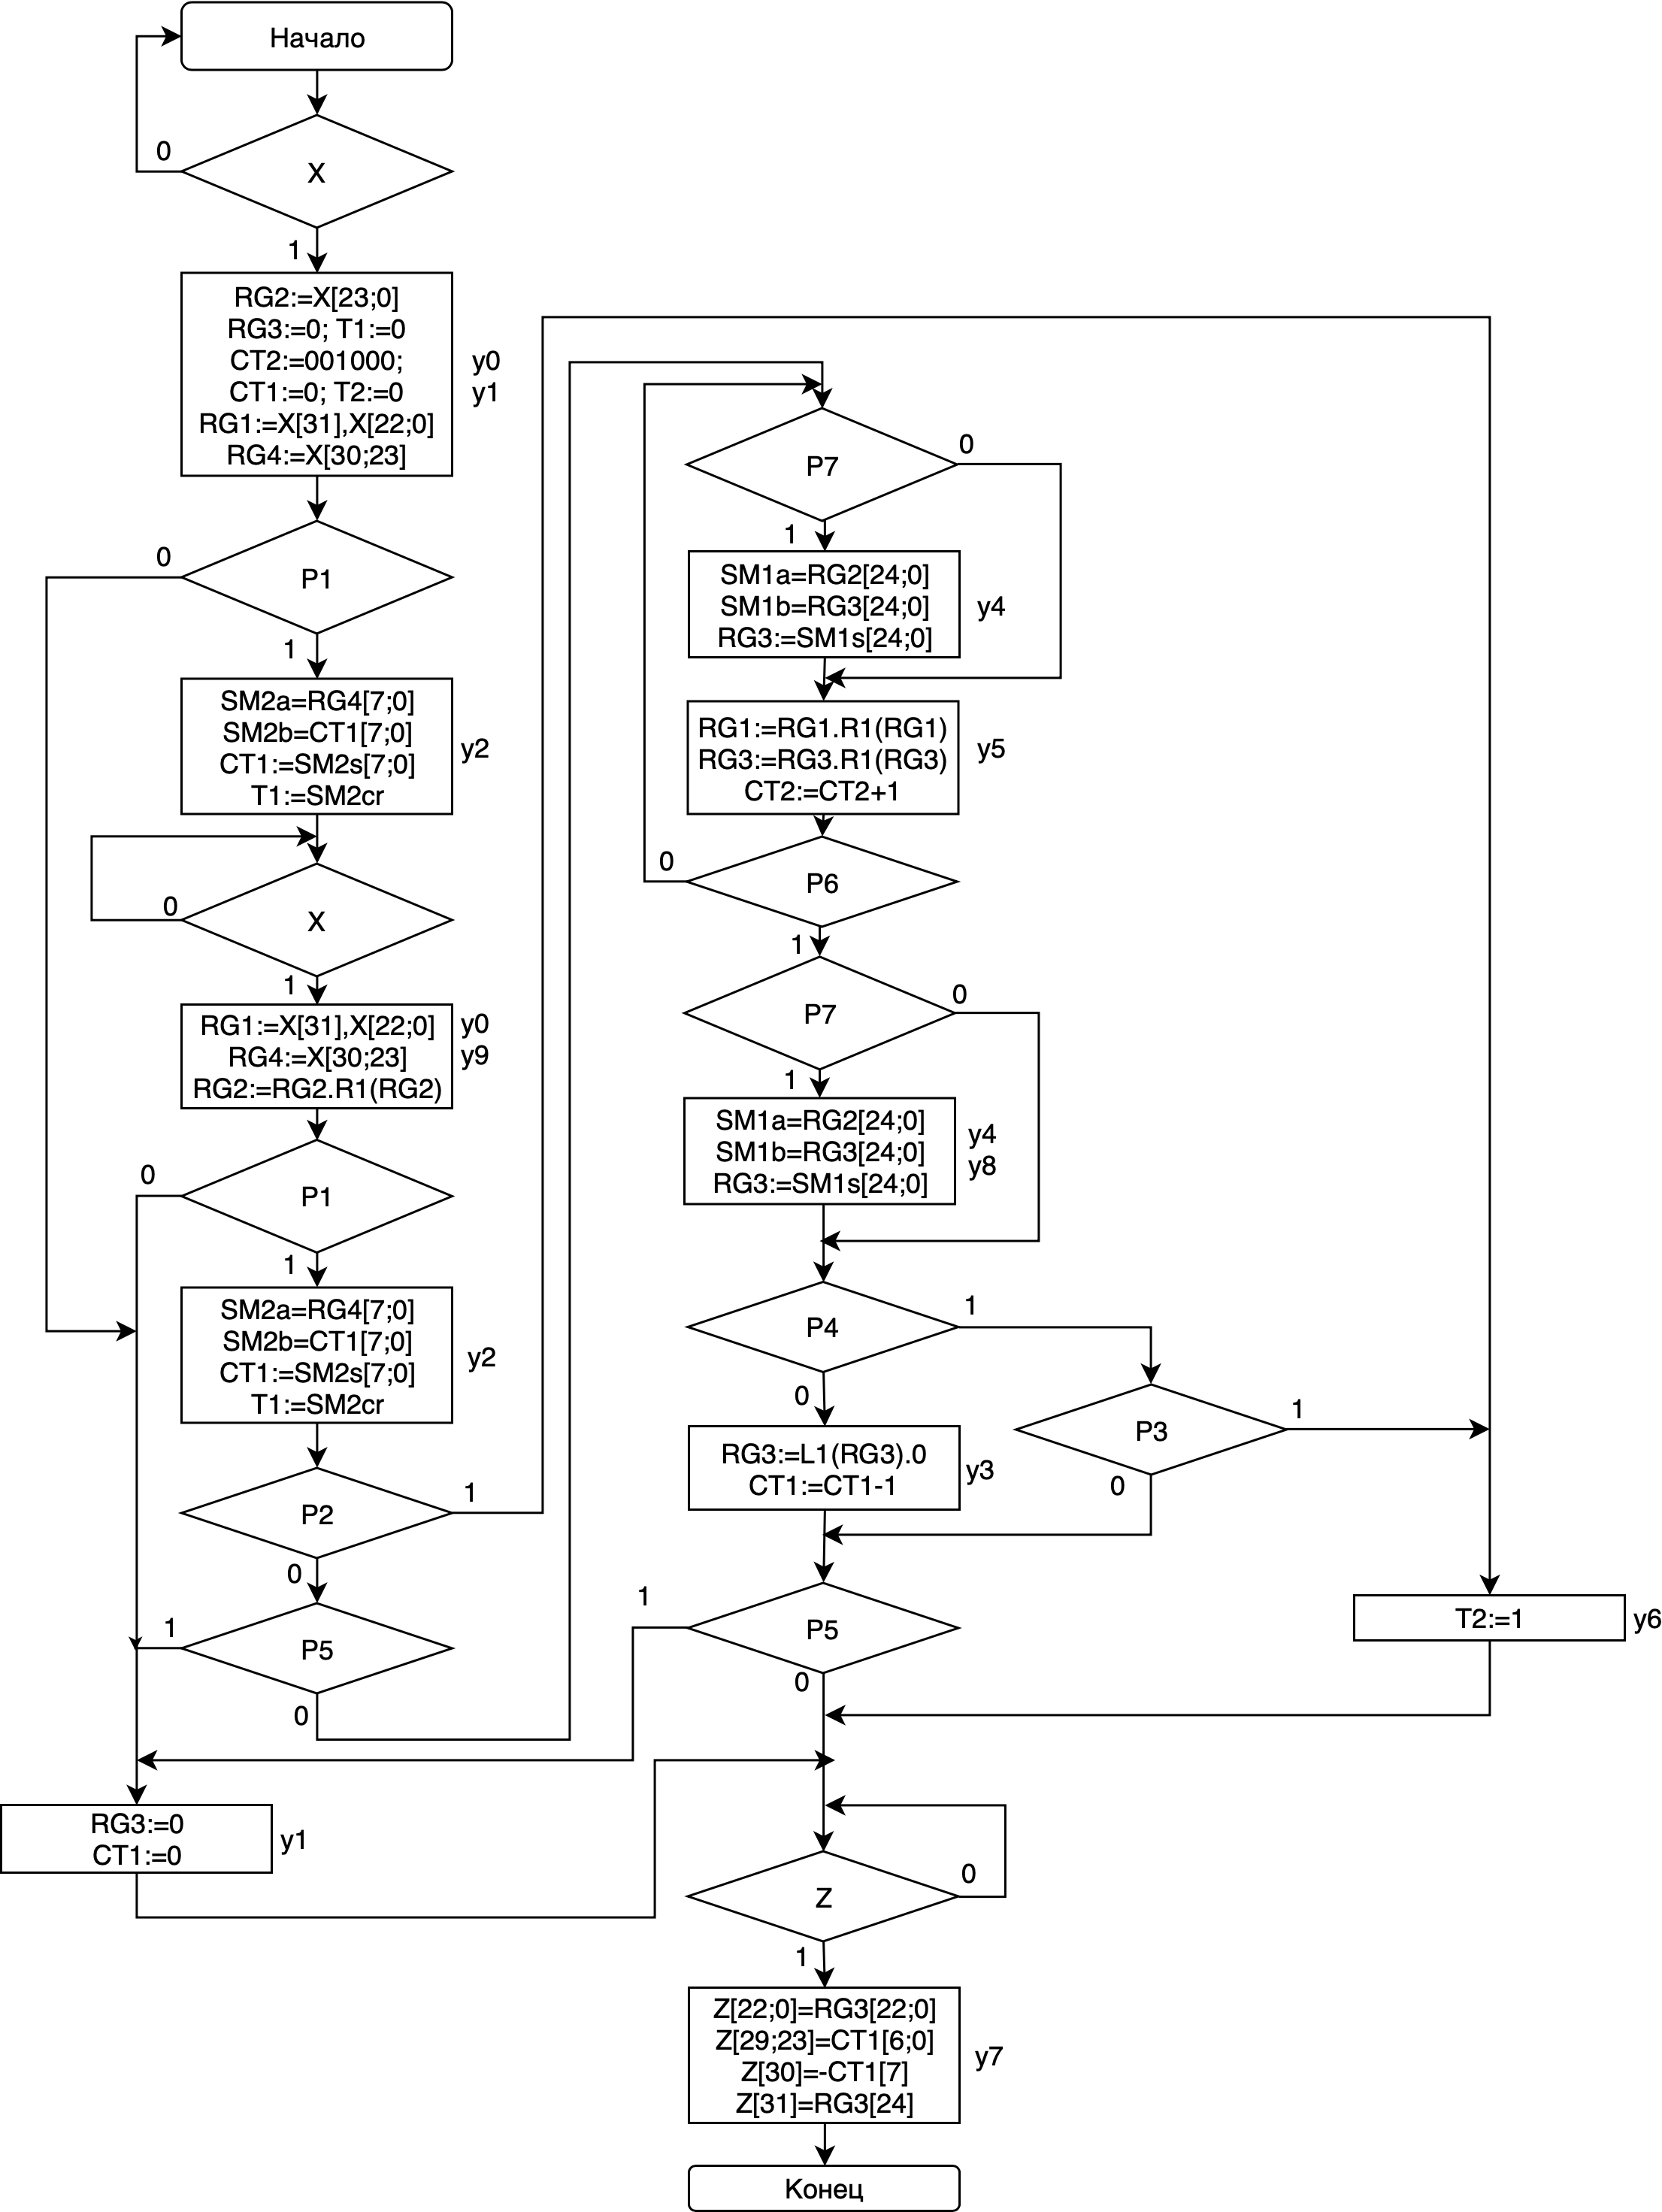 Начало
0
X
1
RG2:=X[23;0]
RG3:=0; T1:=0
CT2:=001000;
CT1:=0; T2:=0
RG1:=X[31],X[22;0]
RG4:=X[30;23]
y0
y1
0
P1
1
SM2a=RG4[7;0]
SM2b=CT1[7;0]
CT1:=SM2s[7;0]
T1:=SM2cr
y2
0
X
1
RG1:=X[31],X[22;0]
RG4:=X[30;23]
RG2:=RG2.R1(RG2)
y0
y9
0
P1
1
SM2a=RG4[7;0]
SM2b=CT1[7;0]
CT1:=SM2s[7;0]
T1:=SM2cr
y2
P2
1
0
1
P5
0
RG3:=0
CT1:=0
y1
P7
0
1
SM1a=RG2[24;0]
SM1b=RG3[24;0]
RG3:=SM1s[24;0]
y4
RG1:=RG1.R1(RG1)
RG3:=RG3.R1(RG3)
CT2:=CT2+1
y5
0
P6
1
P7
0
1
SM1a=RG2[24;0]
SM1b=RG3[24;0]
RG3:=SM1s[24;0]
y4
y8
P4
1
0
P3
1
0
RG3:=L1(RG3).0
CT1:=CT1-1
y3
1
P5
0
T2:=1
y6
Z
0
1
Z[22;0]=RG3[22;0]
Z[29;23]=CT1[6;0]
Z[30]=-CT1[7]
Z[31]=RG3[24]
y7
Конец